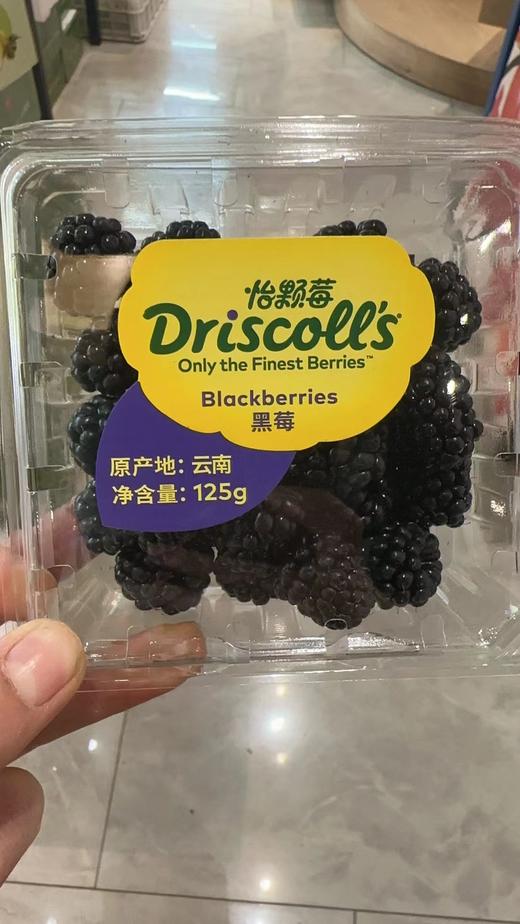 怡颗莓
Driscoll's®
Only the Finest Berries™
Blackberries
黑莓
原产地：云南
净含量：125g